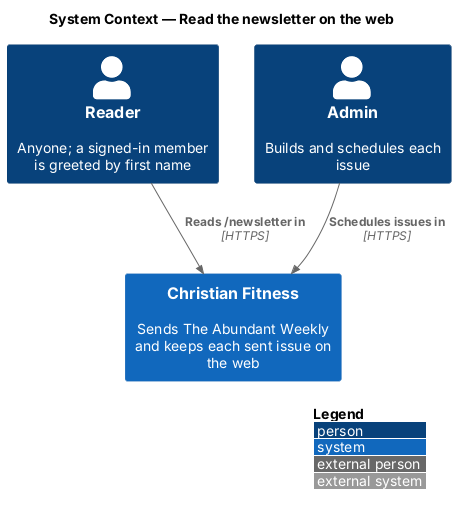 System Context — Read the newsletter on the web
Reader
Anyone; a signed-in member
is greeted by first name
Admin
Builds and schedules each
issue
Reads /newsletter in
[HTTPS]
Schedules issues in
[HTTPS]
Christian Fitness
Sends The Abundant Weekly
and keeps each sent issue on
the web
Legend
person
system
external person
external system